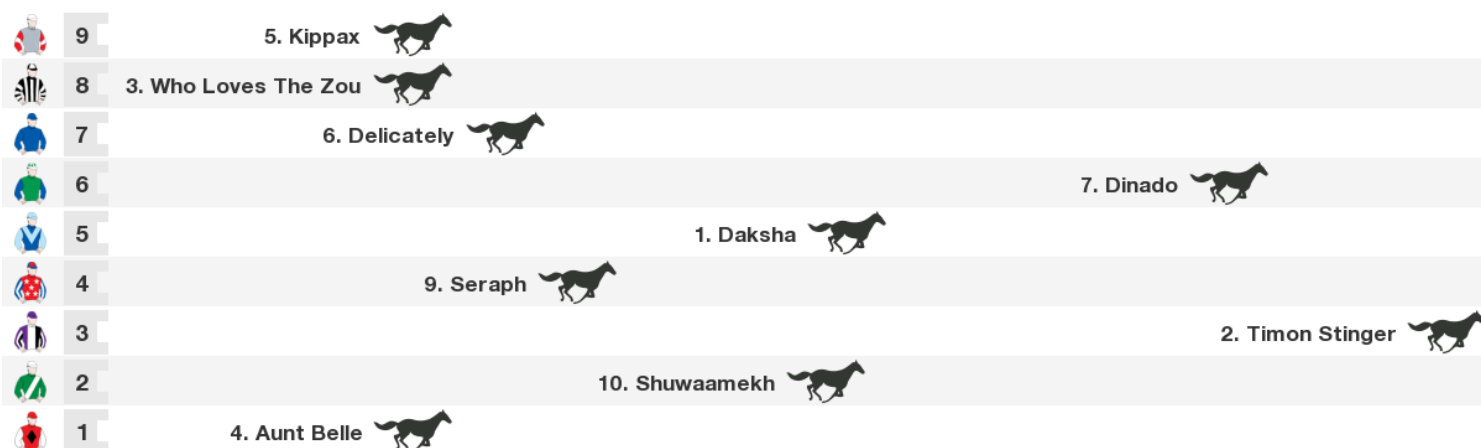 9 5. Kippax
8 3. Who Loves The Zou
7 6. Delicately
6 7. Dinado
5 1. Daksha
4 9. Seraph
3 2. Timon Stinger
2 10. Shuwaamekh
1 4. Aunt Belle